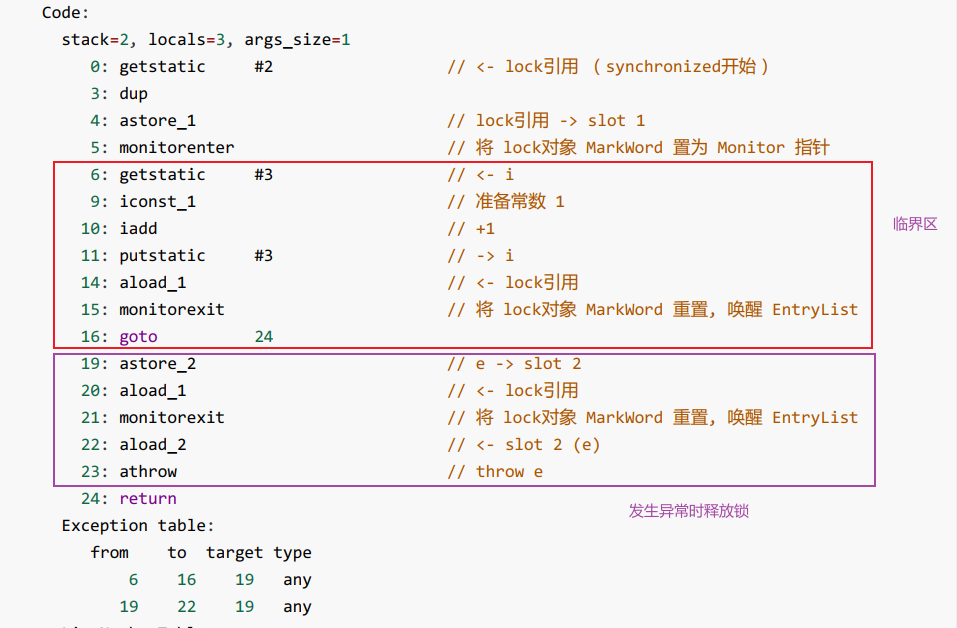 Code:
stack=2, locals=3, args_size=1
0: getstatic #2 // <- lock引用 （synchronized开始）
3: dup
4: astore_1 // lock引用 -> slot 1
5: monitorenter // 将 lock对象 MarkWord 置为 Monitor 指针
6: getstatic #3 // <- i
9: iconst_1 // 准备常数 1
10: iadd // +1
临界区
11: putstatic #3 // -> i
14: aload_1 // <- lock引用
15: monitorexit // 将 lock对象 MarkWord 重置, 唤醒 EntryList
16: goto 24
19: astore_2 // e -> slot 2
20: aload_1 // <- lock引用
21: monitorexit // 将 lock对象 MarkWord 重置, 唤醒 EntryList
22: aload_2 // <- slot 2 (e)
23: athrow // throw e
24: return
发生异常时释放锁
Exception table:
from to target type
6 16 19 any
19 22 19 any